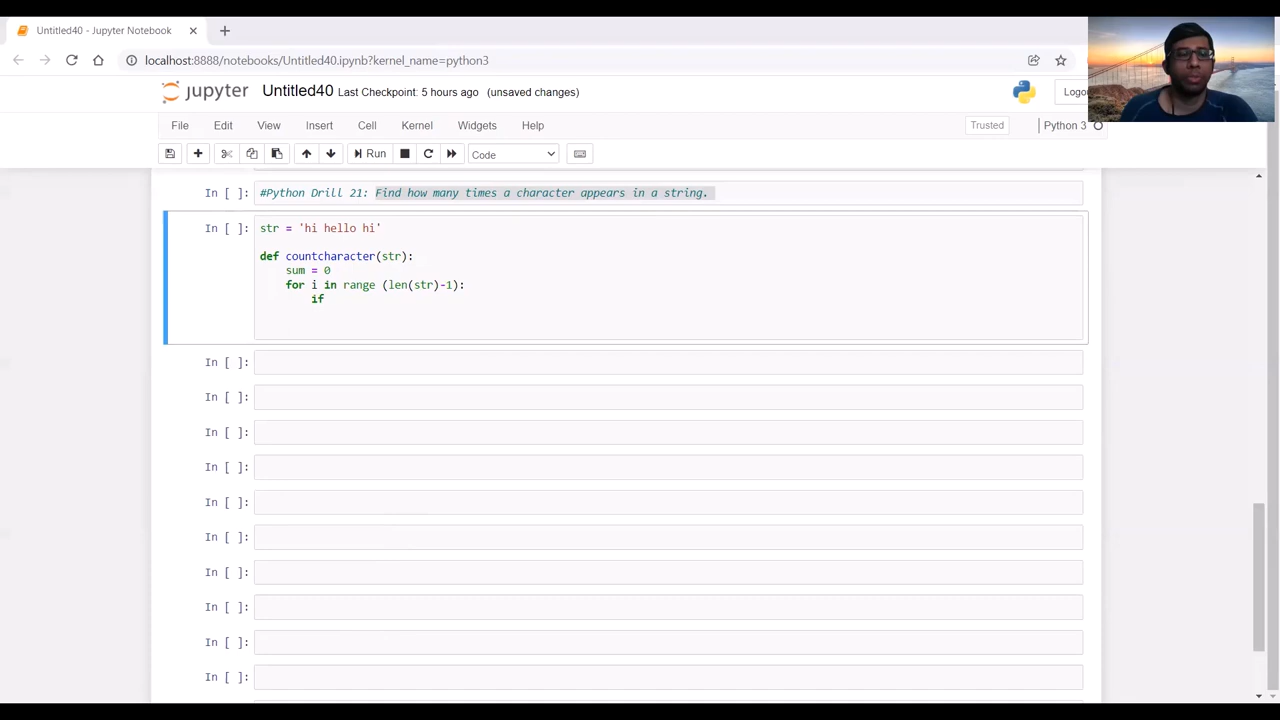 Untitled40 - Jupyter Notebook
localhost:8888/notebooks/Untitled40.ipynb?kernel_name=python3
jupyter Untitled40 Last Checkpoint: 5 hours ago (unsaved changes)
Logou
File Edit View Insert Cell Kernel Widgets Help
Trusted Python 3
Run Code
In [ ]: #Python Drill 21: Find how many times a character appears in a string.
In [ ]: str = 'hi hello hi'
def countcharacter(str):
sum = 0
for i in range (len(str)-1):
if
In [ ]:
In [ ]:
In [ ]:
In [ ]:
In [ ]:
In [ ]:
In [ ]:
In [ ]:
In [ ]:
In [ ]: